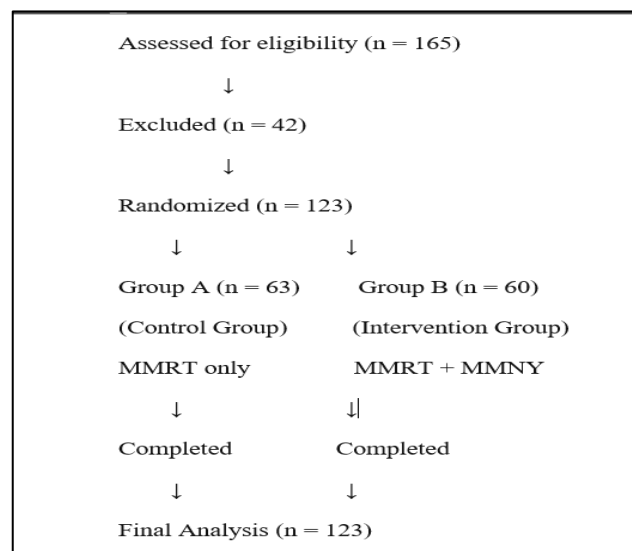 Assessed for eligibility (n = 165)
↓
Excluded (n = 42)
↓
Randomized (n = 123)
↓ ↓
Group A (n = 63) Group B (n = 60)
(Control Group) (Intervention Group)
MMRT only MMRT + MMNY
↓ ↓
Completed Completed
↓ ↓
Final Analysis (n = 123)